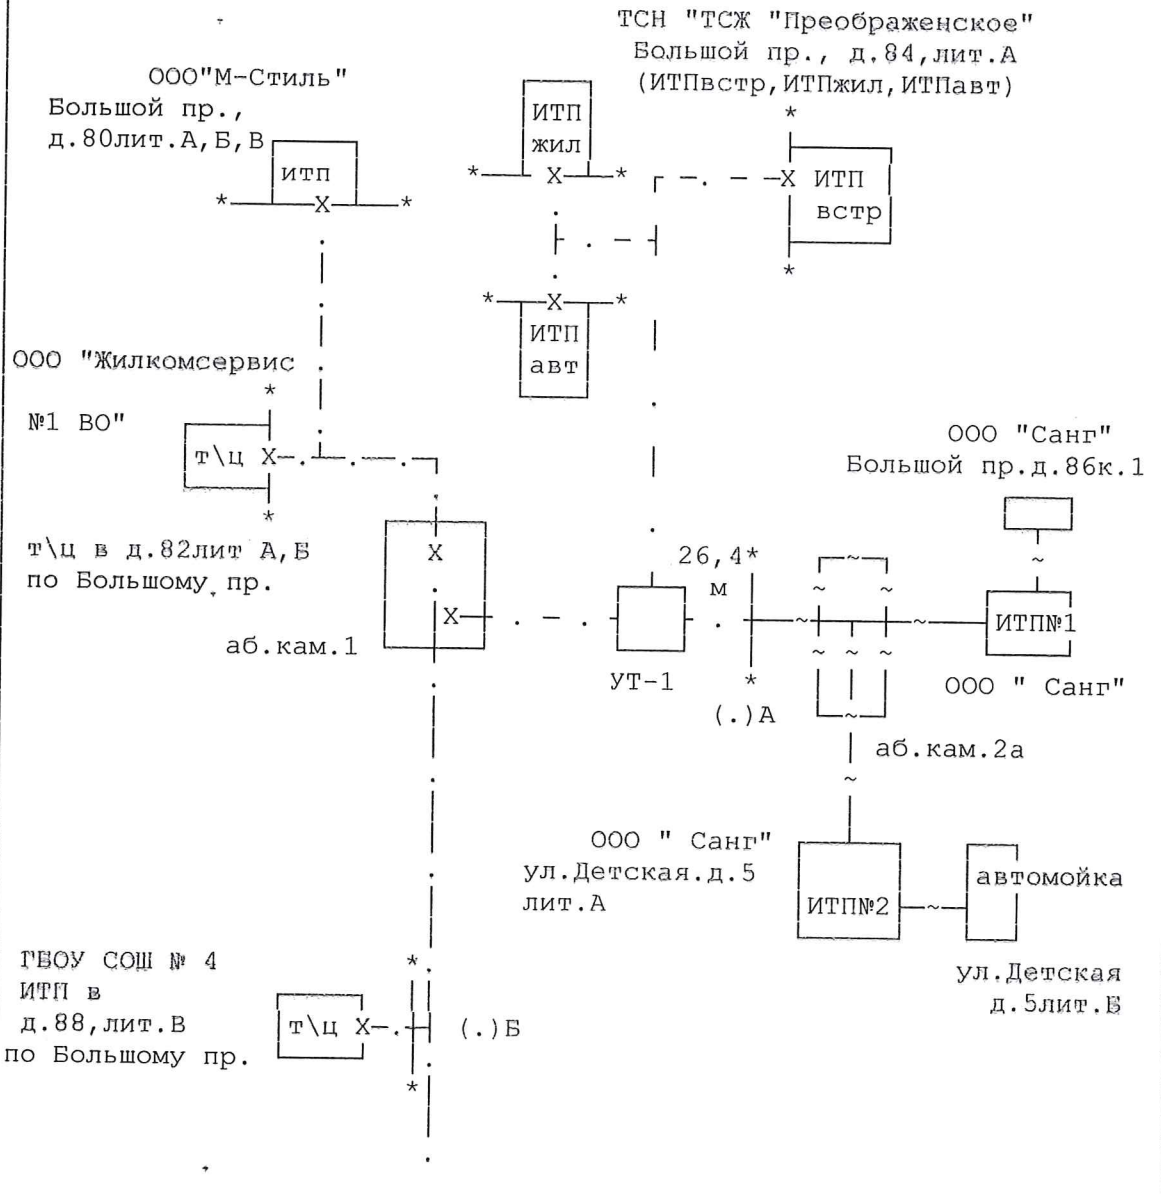 ТСН "ТСЖ "Преображенское"
Большой пр., д.84,лит.А
(ИТПвстр,ИТПжил,ИТПавт)
ООО"М-Стиль"
Большой пр.,
д.80лит.А,Б,В
итп
Х
ИТП
жил
Х
Х ИТП
встр
Х
ИТП
авт
ООО "Жилкомсервис
№1 ВО"
т\ц Х
т\ц в д.82лит А,Б
по Большому пр.
Х
Х
аб.кам.1
УТ-1
26,4
м
(.)А
ООО "Санг"
Большой пр.д.86к.1
ИТП№1
ООО " Санг"
аб.кам.2а
ООО " Санг"
ул.Детская.д.5
лит.А
ИТП№2
автомойка
ул.Детская
д.5лит.Б
ГБОУ СОШ № 4
ИТП в
д.88,лит.В
по Большому пр.
т\ц Х
(.)Б